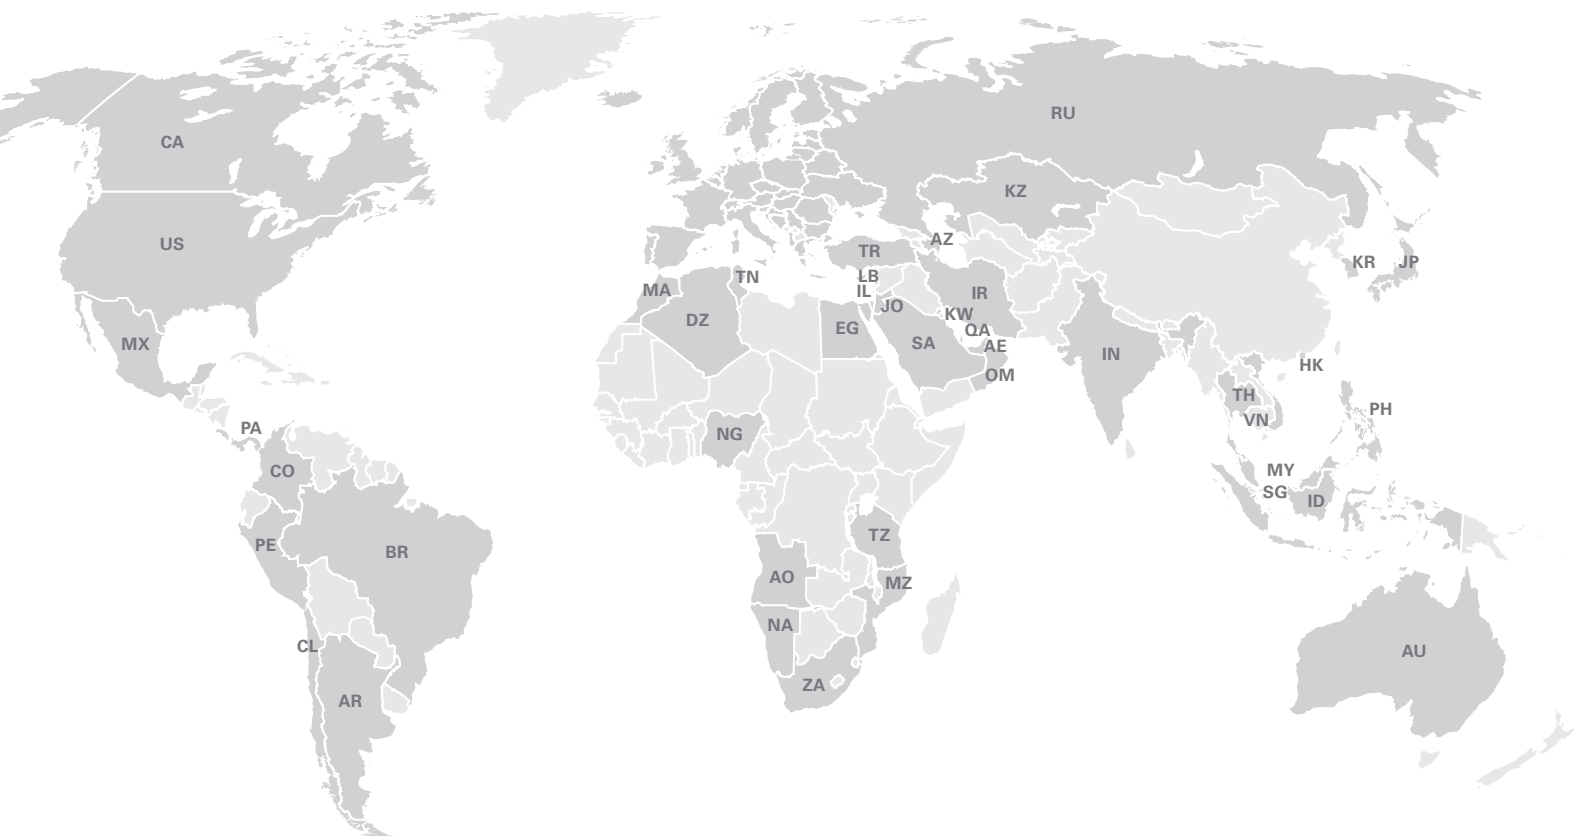 RU
CA
KZ
US
AZ
TR
KR
JP
LB
TN
MA
IL
IR
JO
KW
DZ
EG
QA
MX
SA
AE
IN
HK
OM
TH
PH
VN
PA
NG
CO
MY
SG
ID
TZ
PE
BR
AO
MZ
NA
CL
AU
ZA
AR